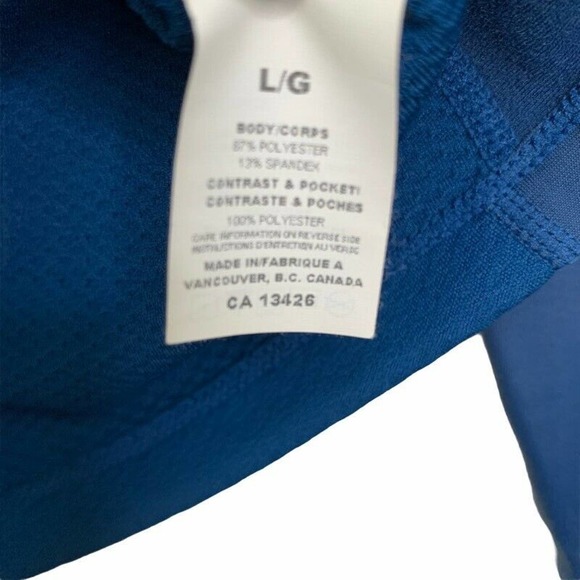 L/G
BODY/CORPS
87% POLYESTER
13% SPANDEX
CONTRAST & POCKET/
CONTRASTE & POCHES
100% POLYESTER
CARE INFORMATION ON REVERSE SIDE
INSTRUCTIONS D'ENTRETION AU VERSO
MADE IN/FABRIQUE A
VANCOUVER, B.C. CANADA
CA 13426